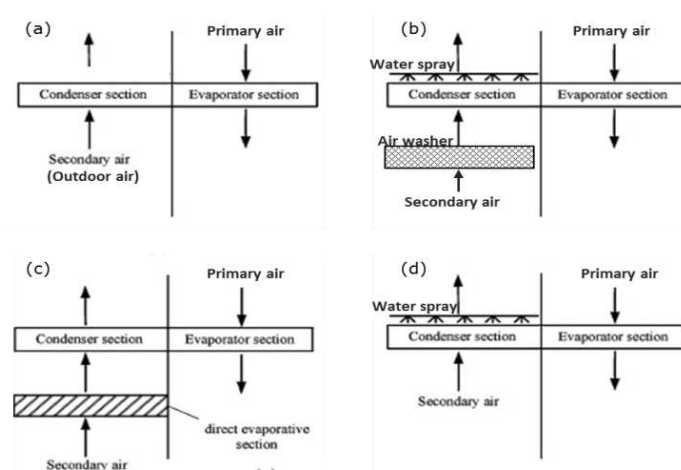 (a)
Primary air
Condenser section
Evaporator section
Secondary air
(Outdoor air)
(b)
Primary air
Water spray
Condenser section
Evaporator section
Air washer
Secondary air
(c)
Primary air
Condenser section
Evaporator section
direct evaporative
section
Secondary air
(d)
Primary air
Water spray
Condenser section
Evaporator section
Secondary air